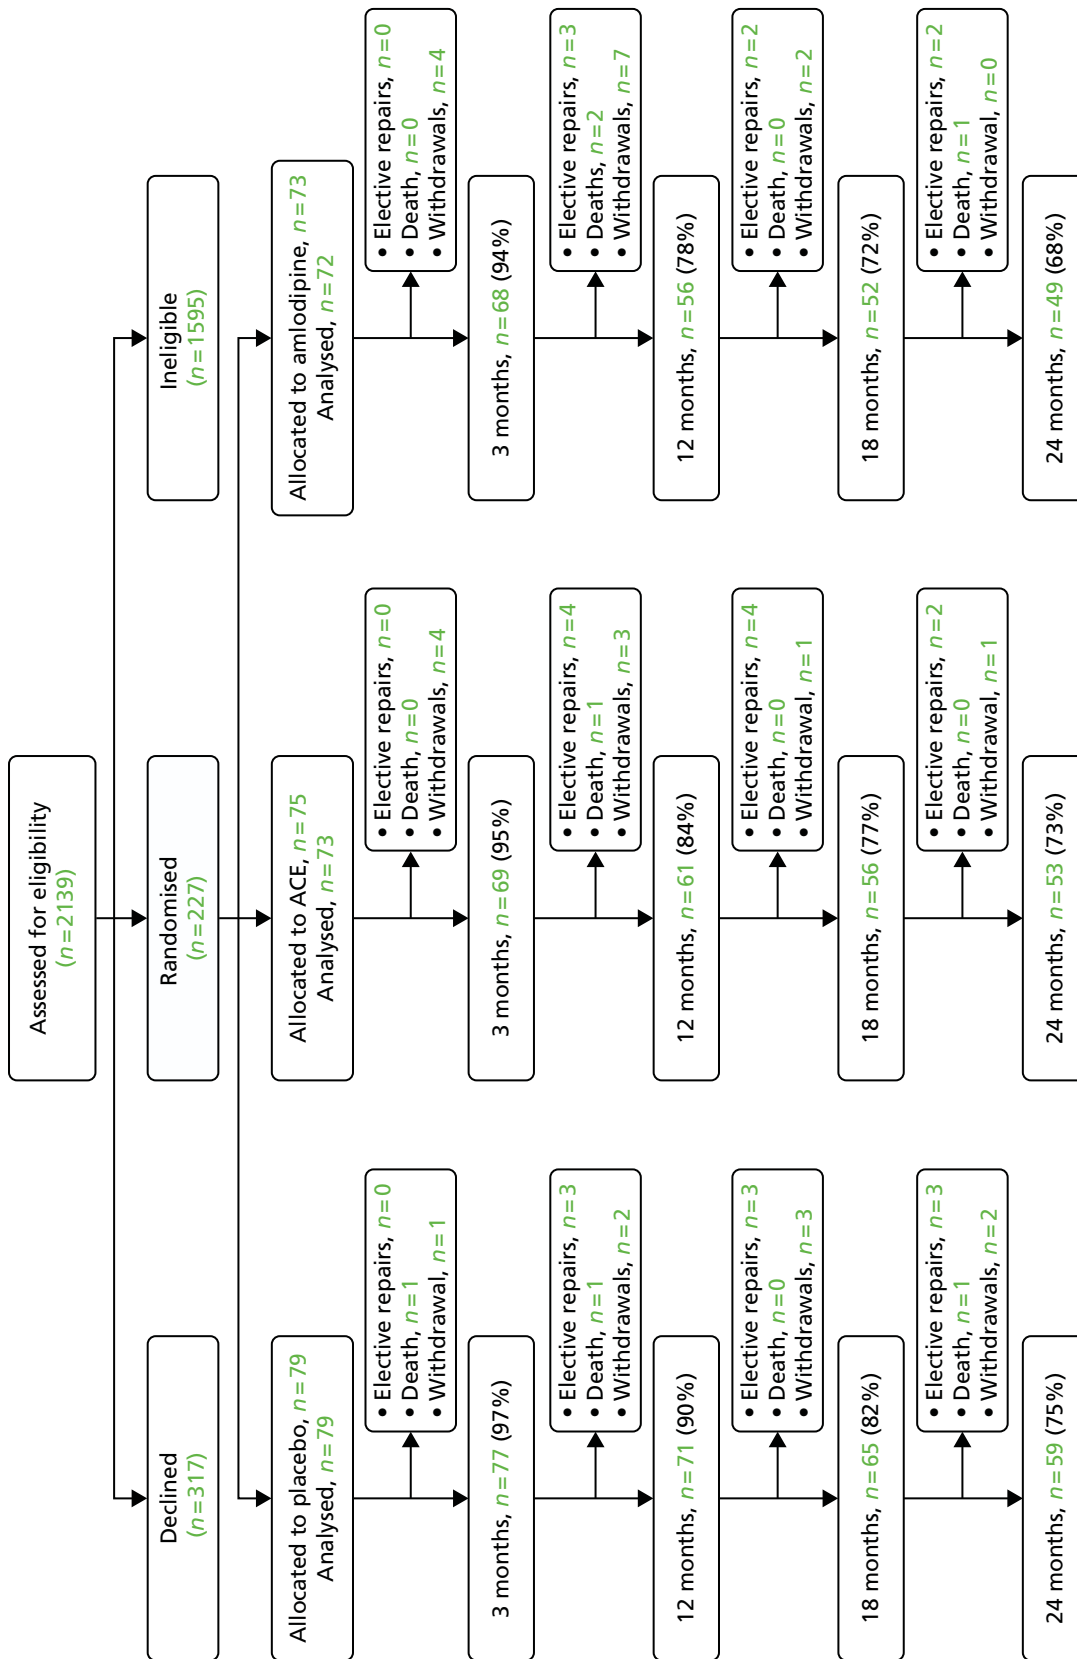 Assessed for eligibility
(n=2139)
Declined
(n=317)
Randomised
(n=227)
Ineligible
(n=1595)
Allocated to placebo, n=79
Analysed, n=79
Allocated to ACE, n=75
Analysed, n=73
Allocated to amlodipine, n=73
Analysed, n=72
• Elective repairs, n=0
• Death, n=1
• Withdrawal, n=1
• Elective repairs, n=0
• Death, n=0
• Withdrawals, n=4
• Elective repairs, n=0
• Death, n=0
• Withdrawals, n=4
3 months, n=77 (97%)
3 months, n=69 (95%)
3 months, n=68 (94%)
• Elective repairs, n=3
• Death, n=1
• Withdrawals, n=2
• Elective repairs, n=4
• Death, n=1
• Withdrawals, n=3
• Elective repairs, n=3
• Deaths, n=2
• Withdrawals, n=7
12 months, n=71 (90%)
12 months, n=61 (84%)
12 months, n=56 (78%)
• Elective repairs, n=3
• Death, n=0
• Withdrawals, n=3
• Elective repairs, n=4
• Death, n=0
• Withdrawal, n=1
• Elective repairs, n=2
• Death, n=0
• Withdrawals, n=2
18 months, n=65 (82%)
18 months, n=56 (77%)
18 months, n=52 (72%)
• Elective repairs, n=3
• Death, n=1
• Withdrawals, n=2
• Elective repairs, n=2
• Death, n=0
• Withdrawal, n=1
• Elective repairs, n=2
• Death, n=1
• Withdrawal, n=0
24 months, n=59 (75%)
24 months, n=53 (73%)
24 months, n=49 (68%)